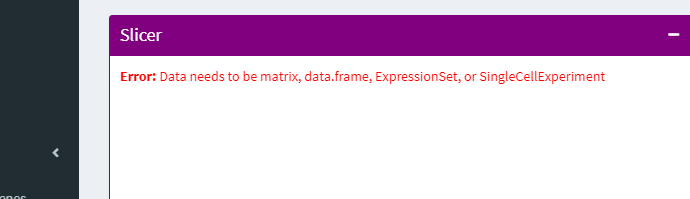 Slicer
Error: Data needs to be matrix, data.frame, ExpressionSet, or SingleCellExperiment